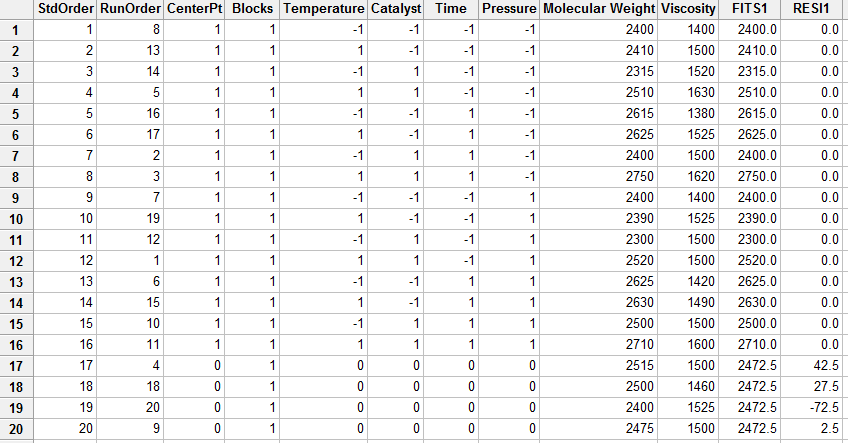 StdOrder RunOrder CenterPt Blocks Temperature Catalyst Time Pressure Molecular Weight Viscosity FITS1 RESI1
1 1 8 1 1 -1 -1 -1 -1 2400 1400 2400.0 0.0
2 2 13 1 1 1 -1 -1 -1 2410 1500 2410.0 0.0
3 3 14 1 1 -1 1 -1 -1 2315 1520 2315.0 0.0
4 4 5 1 1 1 1 -1 -1 2510 1630 2510.0 0.0
5 5 16 1 1 -1 -1 1 -1 2615 1380 2615.0 0.0
6 6 17 1 1 1 -1 1 -1 2625 1525 2625.0 0.0
7 7 2 1 1 -1 1 1 -1 2400 1500 2400.0 0.0
8 8 3 1 1 1 1 1 -1 2750 1620 2750.0 0.0
9 9 7 1 1 -1 -1 -1 1 2400 1400 2400.0 0.0
10 10 19 1 1 1 -1 -1 1 2390 1525 2390.0 0.0
11 11 12 1 1 -1 1 -1 1 2300 1500 2300.0 0.0
12 12 1 1 1 1 1 -1 1 2520 1500 2520.0 0.0
13 13 6 1 1 -1 -1 1 1 2625 1420 2625.0 0.0
14 14 15 1 1 1 -1 1 1 2630 1490 2630.0 0.0
15 15 10 1 1 -1 1 1 1 2500 1500 2500.0 0.0
16 16 11 1 1 1 1 1 1 2710 1600 2710.0 0.0
17 17 4 0 1 0 0 0 0 2515 1500 2472.5 42.5
18 18 18 0 1 0 0 0 0 2500 1460 2472.5 27.5
19 19 20 0 1 0 0 0 0 2400 1525 2472.5 -72.5
20 20 9 0 1 0 0 0 0 2475 1500 2472.5 2.5